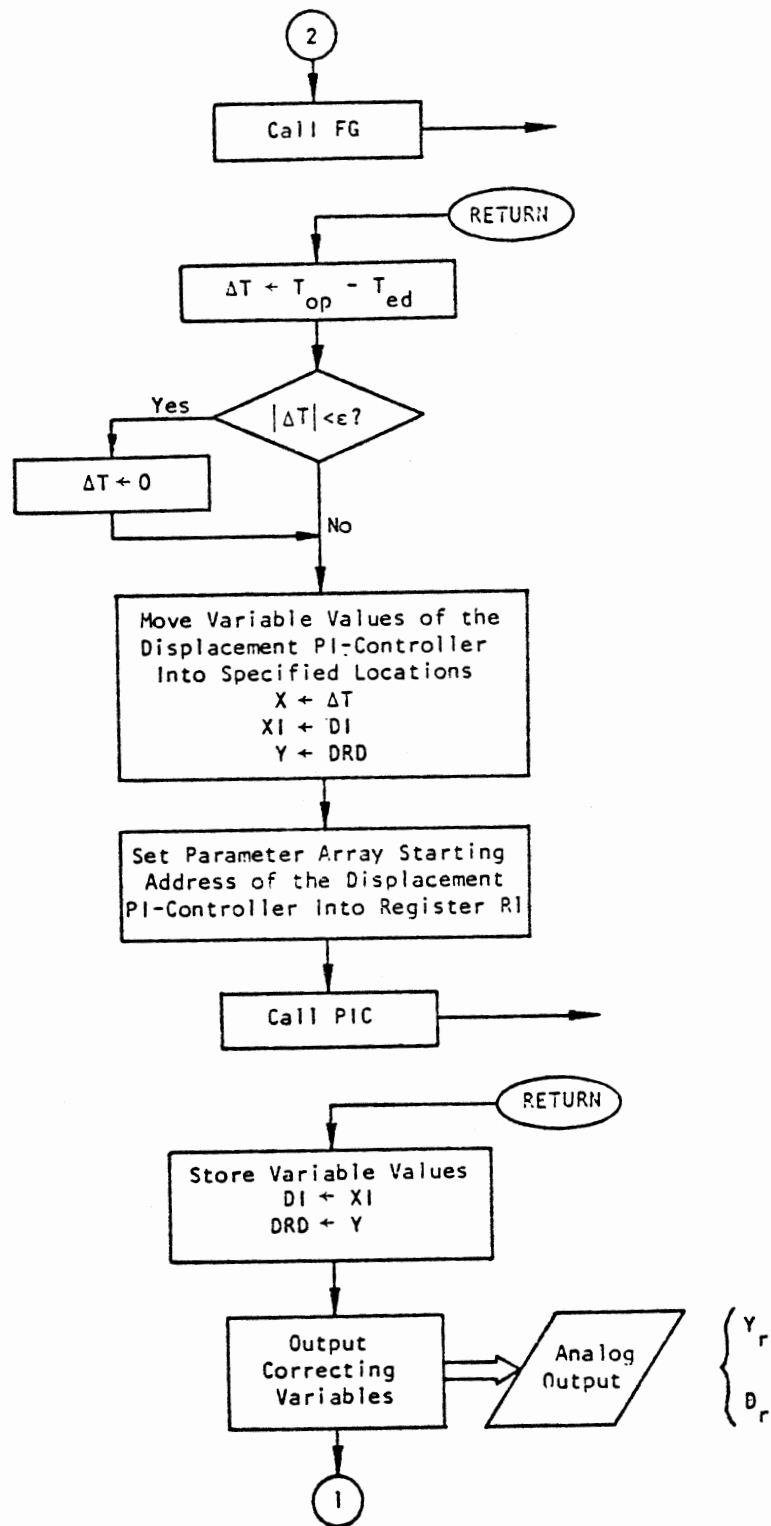 2
Call FG
RETURN
ΔT ← T_op - T_ed
Yes
|ΔT|<ε?
ΔT ← 0
No
Move Variable Values of the
Displacement PI-Controller
Into Specified Locations
X ← ΔT
XI ← DI
Y ← DRD
Set Parameter Array Starting
Address of the Displacement
PI-Controller into Register R1
Call PIC
RETURN
Store Variable Values
DI ← XI
DRD ← Y
Output
Correcting
Variables
Analog
Output
Y_r
D_r
1